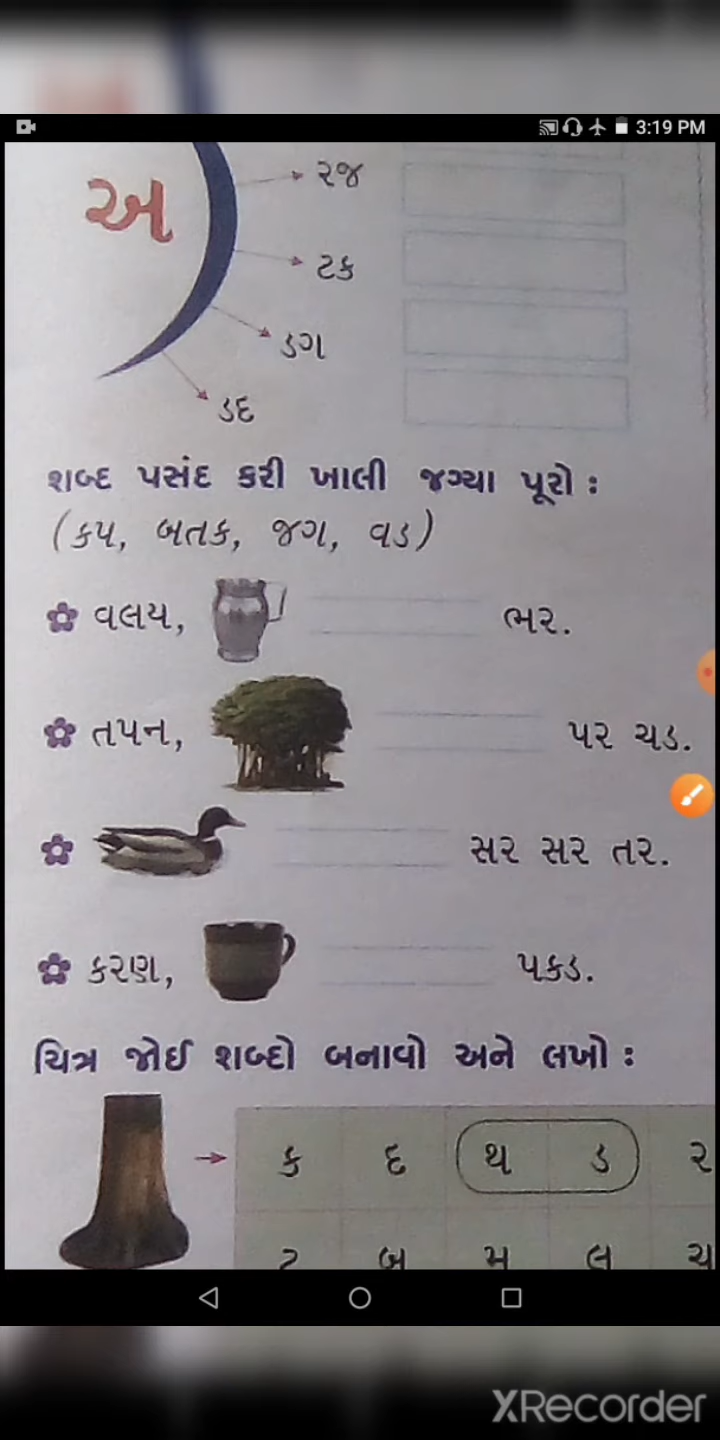 3:19 PM
અ
રજ
ટક
ડગ
ડદ
શબ્દ પસંદ કરી ખાલી જગ્યા પૂરો :
(કપ, બતક, જગ, વડ)
વલય, ભર.
તપન, પર ચડ.
સર સર તર.
કરણ, પકડ.
ચિત્ર જોઈ શબ્દો બનાવો અને લખો :
ક દ થ ડ ર
ટ બ મ લ ચ
XRecorder